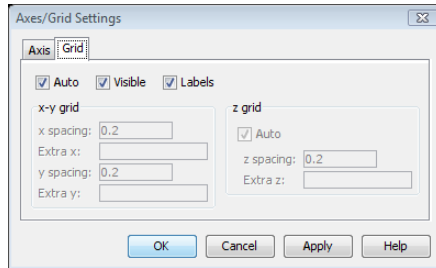 Axes/Grid Settings
Axis Grid
Auto Visible Labels
x-y grid
x spacing: 0.2
Extra x:
y spacing: 0.2
Extra y:
z grid
Auto
z spacing: 0.2
Extra z:
OK Cancel Apply Help